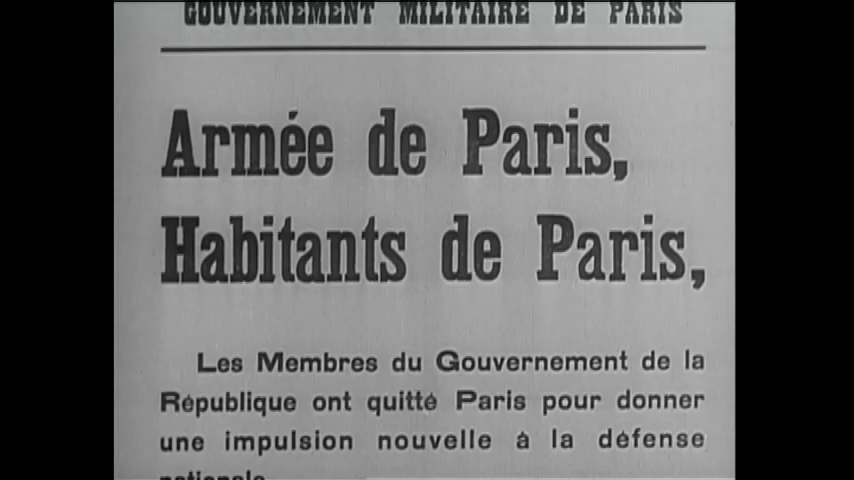 GOUVERNEMENT MILITAIRE DE PARIS
Armée de Paris,
Habitants de Paris,
Les Membres du Gouvernement de la
République ont quitté Paris pour donner
une impulsion nouvelle à la défense
nationale.